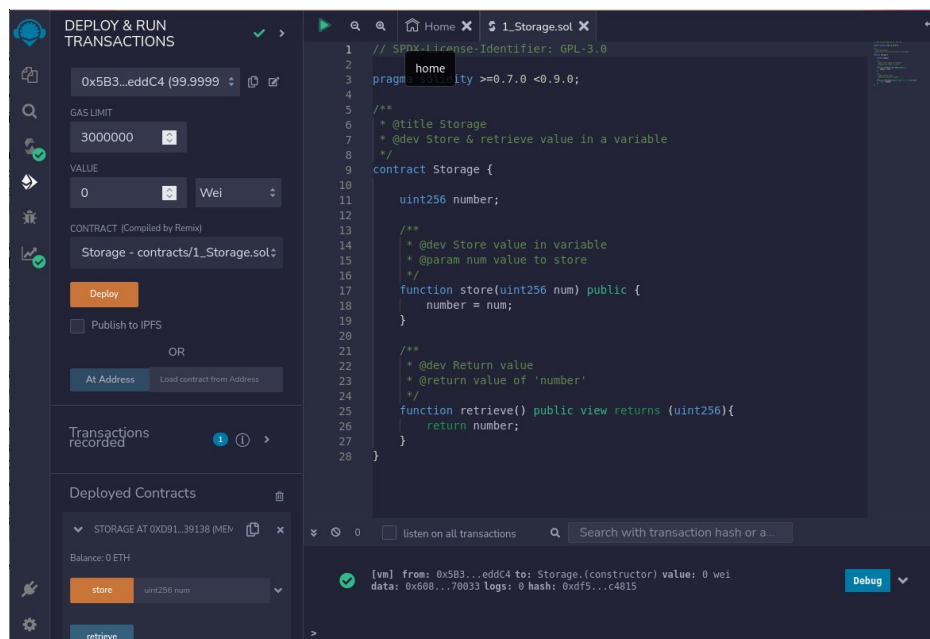 DEPLOY & RUN
TRANSACTIONS
0x5B3...eddC4 (99.9999
GAS LIMIT
3000000
VALUE
0
Wei
CONTRACT (Compiled by Remix)
Storage - contracts/1_Storage.sol
Deploy
Publish to IPFS
OR
At Address
Load contract from Address
Transactions
recorded
1
Deployed Contracts
STORAGE AT 0XD91...39138 (MEM
Balance: 0 ETH
store
uint256 num
retrieve
Home
1_Storage.sol
home
1 // SPDX-License-Identifier: GPL-3.0
2
3 pragma solidity >=0.7.0 <0.9.0;
4
5 /**
6 * @title Storage
7 * @dev Store & retrieve value in a variable
8 */
9 contract Storage {
10
11 uint256 number;
12
13 /**
14 * @dev Store value in variable
15 * @param num value to store
16 */
17 function store(uint256 num) public {
18 number = num;
19 }
20
21 /**
22 * @dev Return value
23 * @return value of 'number'
24 */
25 function retrieve() public view returns (uint256){
26 return number;
27 }
28 }
0
listen on all transactions
Search with transaction hash or a...
[vm] from: 0x5B3...eddC4 to: Storage.(constructor) value: 0 wei
data: 0x608...70033 logs: 0 hash: 0xdf5...c4815
Debug
>